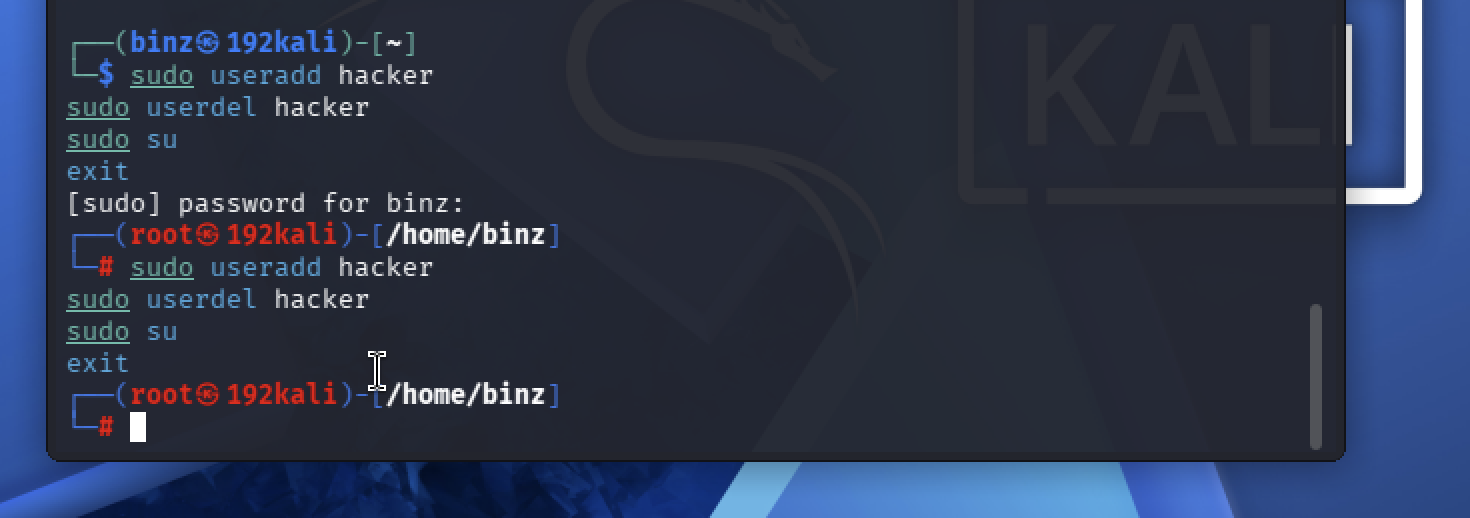 ┌──(binz㉿192kali)-[~]
└─$ sudo useradd hacker
sudo userdel hacker
sudo su
exit
[sudo] password for binz:
┌──(root㉿192kali)-[/home/binz]
└─# sudo useradd hacker
sudo userdel hacker
sudo su
exit
┌──(root㉿192kali)-[/home/binz]
└─#
KALI